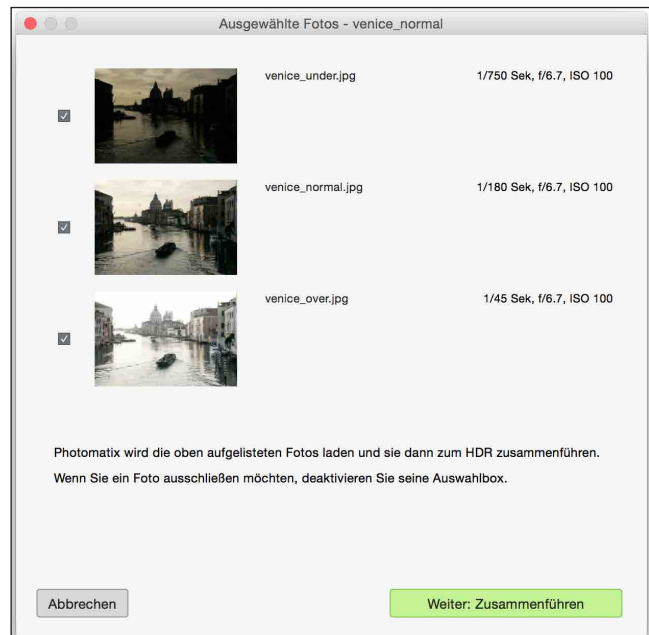 Ausgewählte Fotos - venice_normal
venice_under.jpg 1/750 Sek, f/6.7, ISO 100
venice_normal.jpg 1/180 Sek, f/6.7, ISO 100
venice_over.jpg 1/45 Sek, f/6.7, ISO 100
Photomatix wird die oben aufgelisteten Fotos laden und sie dann zum HDR zusammenführen.
Wenn Sie ein Foto ausschließen möchten, deaktivieren Sie seine Auswahlbox.
Abbrechen Weiter: Zusammenführen